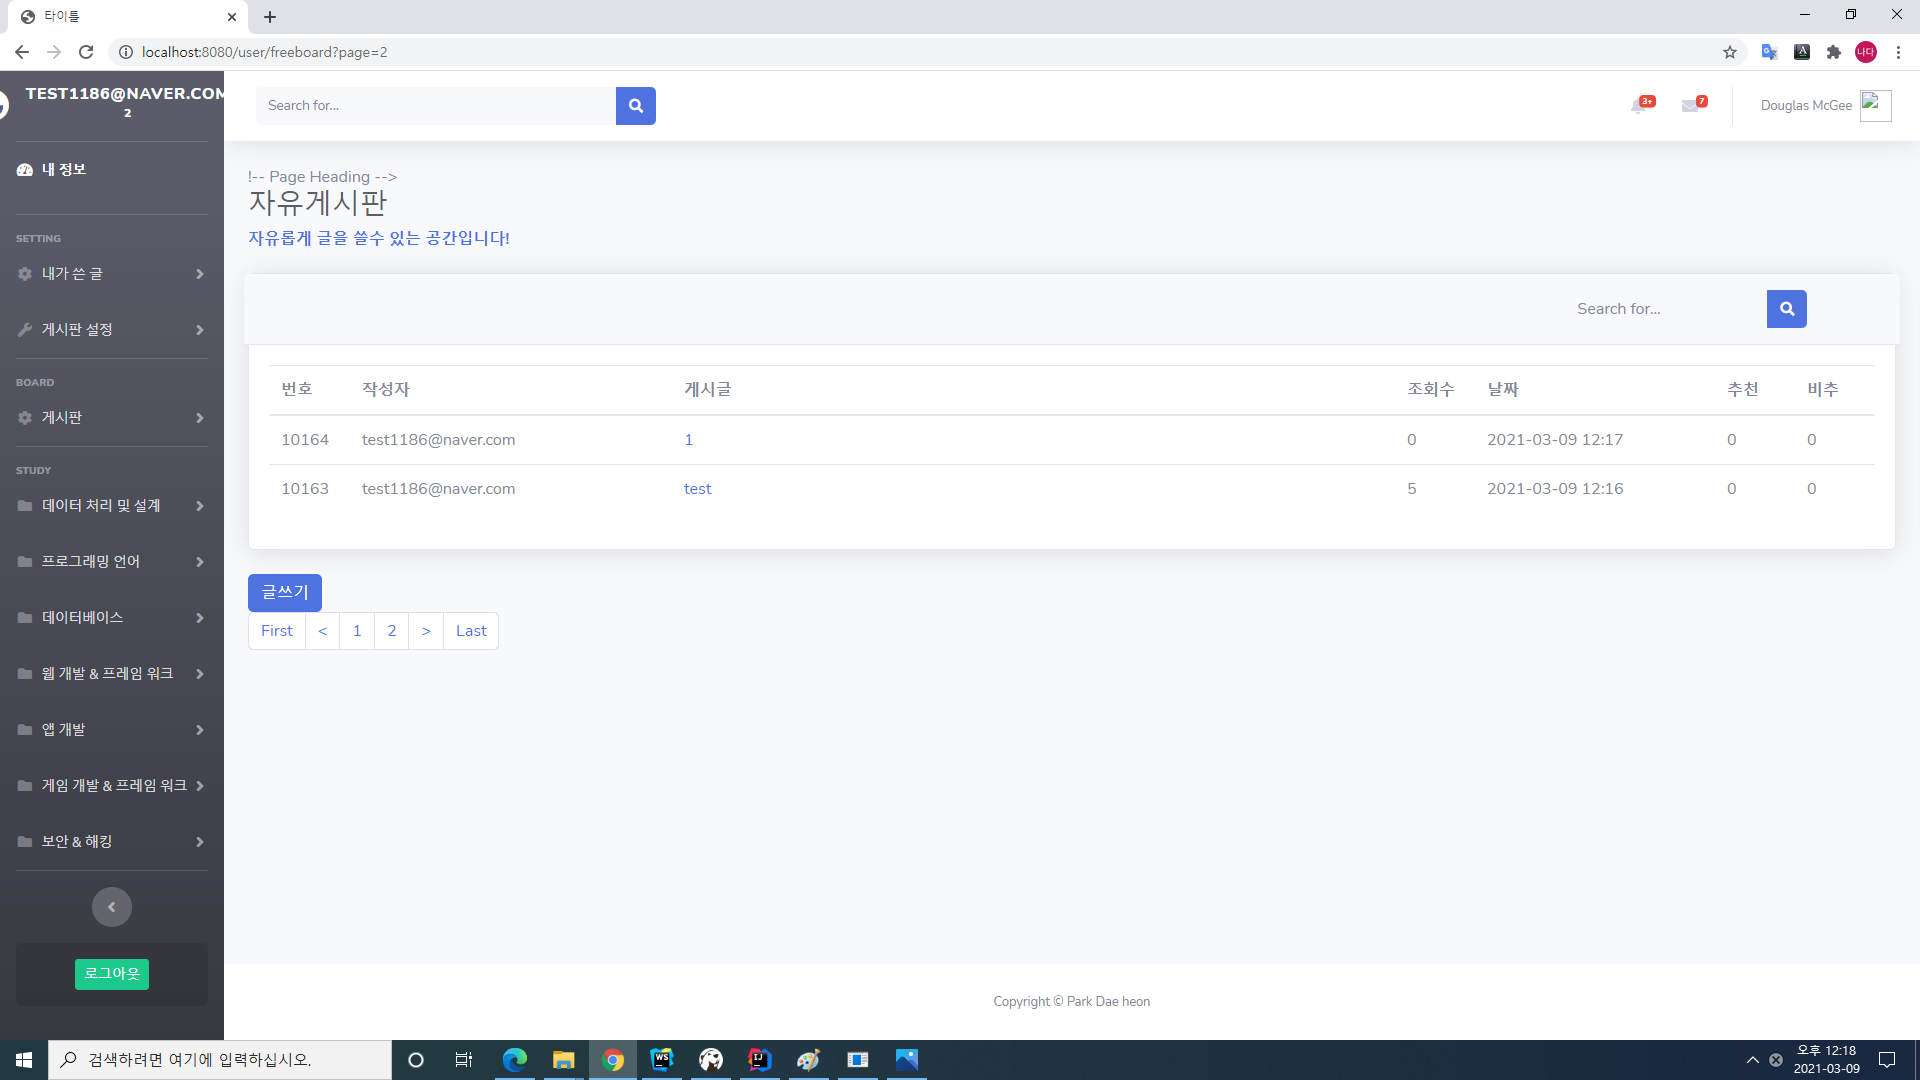 타이틀
localhost:8080/user/freeboard?page=2
나다
TEST1186@NAVER.COM
2
Search for...
3+
7
Douglas McGee
내 정보
!-- Page Heading -->
자유게시판
자유롭게 글을 쓸수 있는 공간입니다!
SETTING
내가 쓴 글
게시판 설정
BOARD
게시판
STUDY
데이터 처리 및 설계
프로그래밍 언어
데이터베이스
웹 개발 & 프레임 워크
앱 개발
게임 개발 & 프레임 워크
보안 & 해킹
로그아웃
Search for...
번호 작성자 게시글 조회수 날짜 추천 비추
10164 test1186@naver.com 1 0 2021-03-09 12:17 0 0
10163 test1186@naver.com test 5 2021-03-09 12:16 0 0
글쓰기
First < 1 2 > Last
Copyright © Park Dae heon
검색하려면 여기에 입력하십시오.
WS
IJ
오후 12:18
2021-03-09